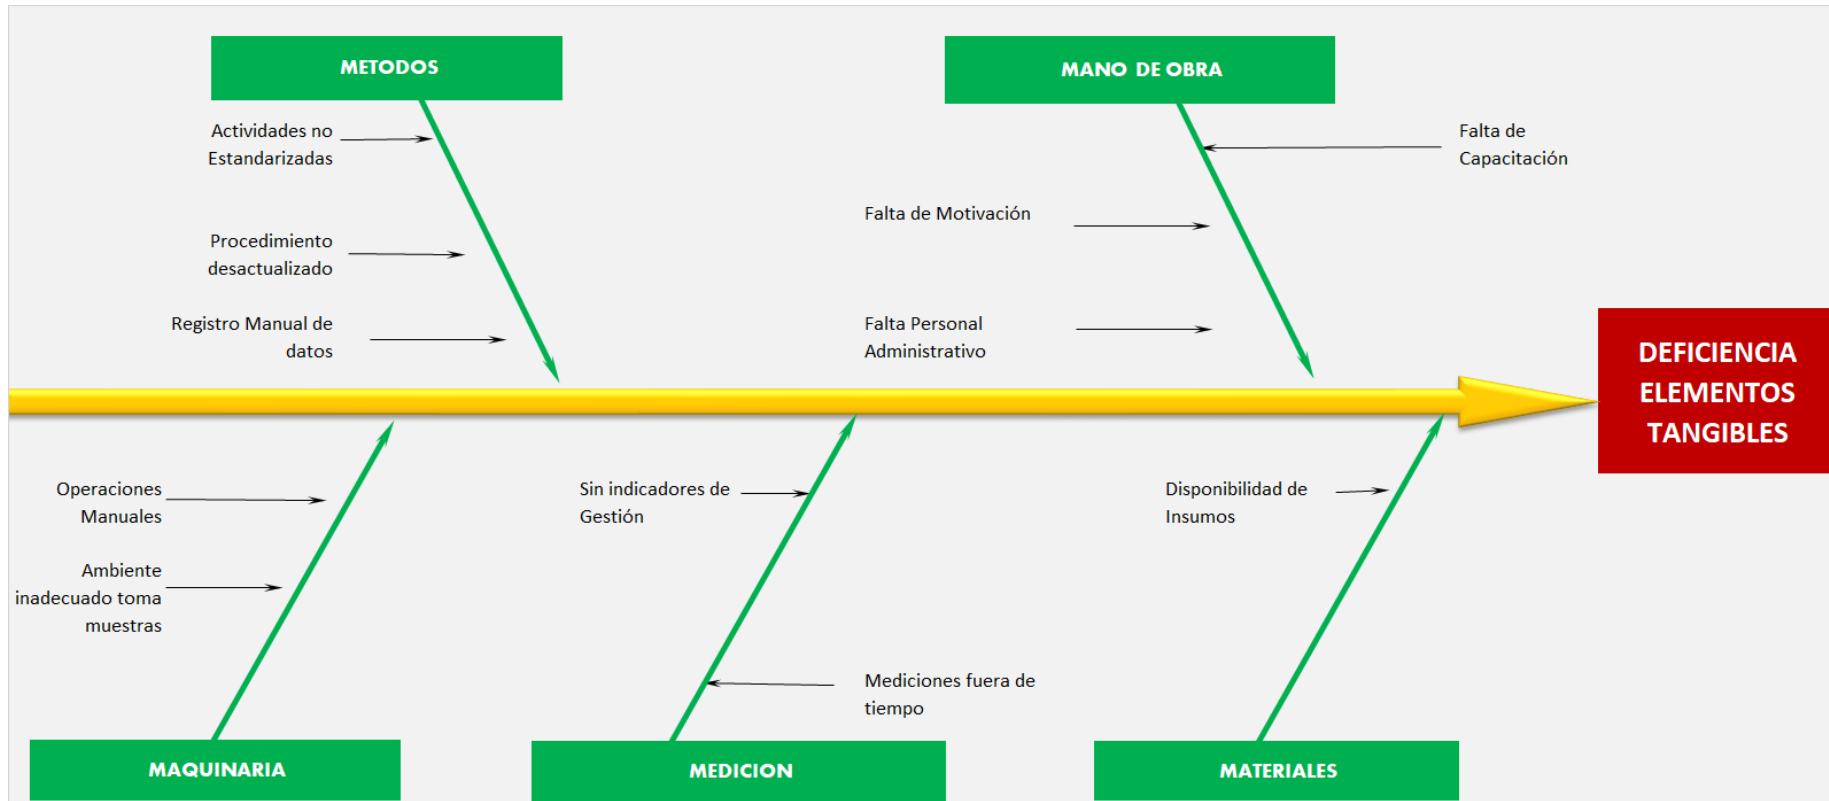 METODOS
MANO DE OBRA
Actividades no
Estandarizadas
Falta de
Capacitación
Falta de Motivación
Procedimiento
desactualizado
Registro Manual de
datos
Falta Personal
Administrativo
DEFICIENCIA
ELEMENTOS
TANGIBLES
Operaciones
Manuales
Sin indicadores de
Gestión
Disponibilidad de
Insumos
Ambiente
inadecuado toma
muestras
Mediciones fuera de
tiempo
MAQUINARIA
MEDICION
MATERIALES